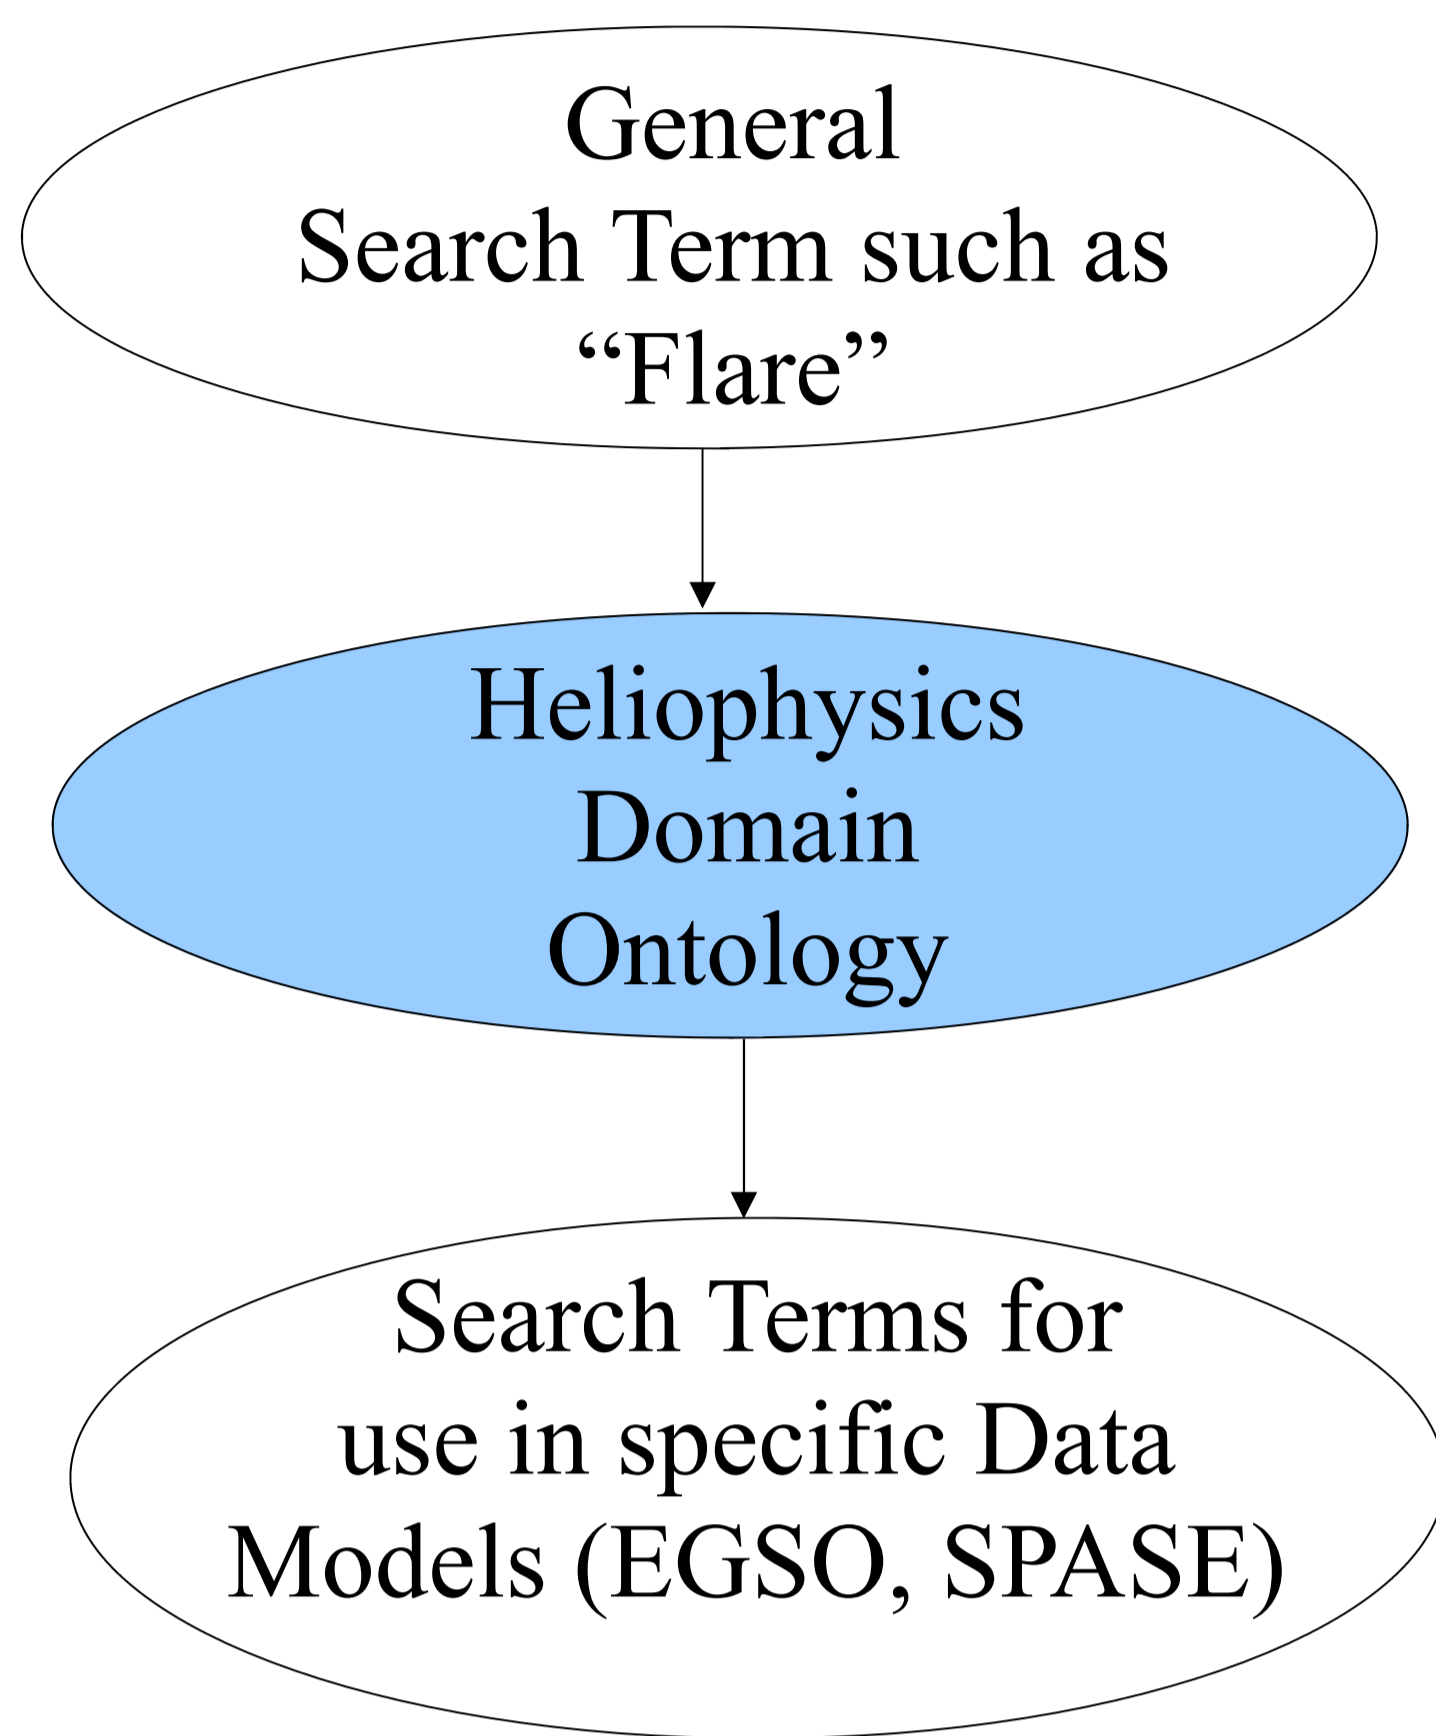 General
Search Term such as
“Flare”
Heliophysics
Domain
Ontology
Search Terms for
use in specific Data
Models (EGSO, SPASE)